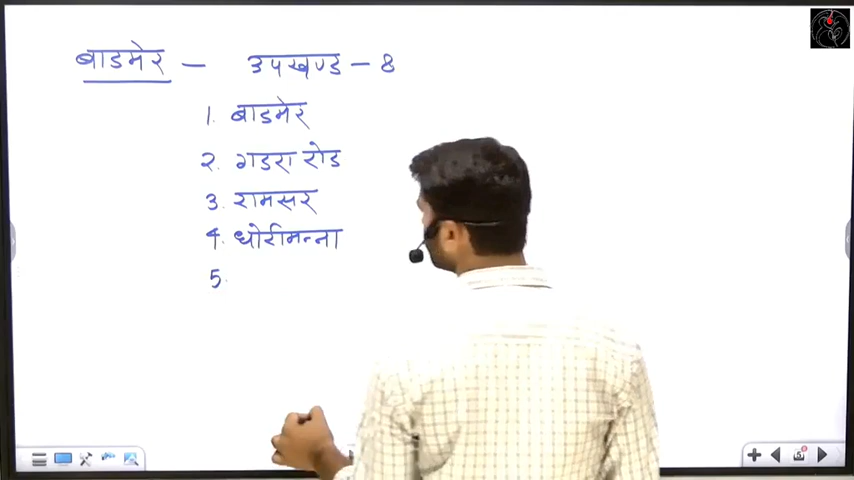 बाडमेर - उपखण्ड - 8
1. बाडमेर
2. गडरा रोड
3. रामसर
4. धोरीमन्ना
5.